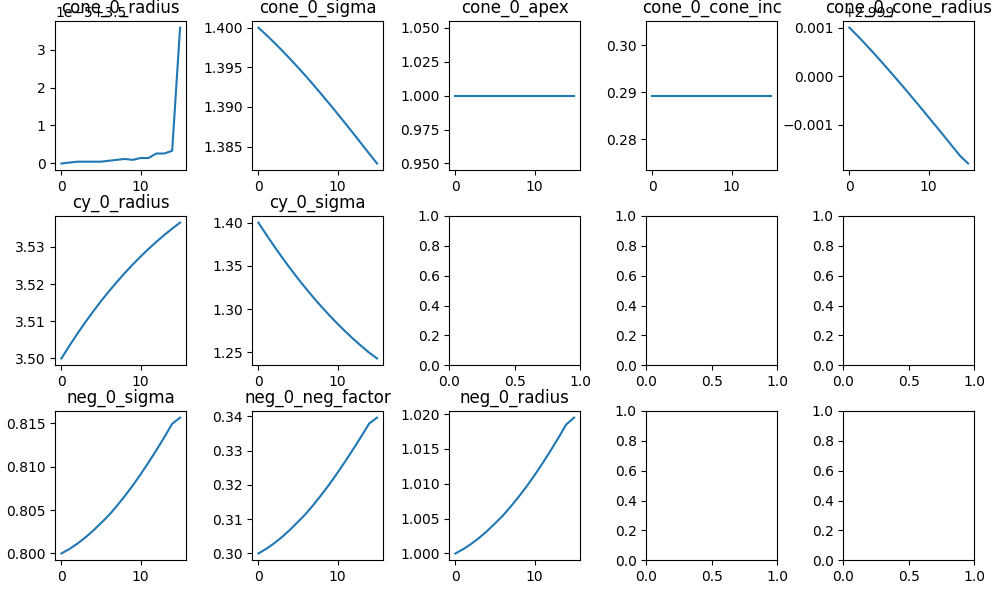 cone_0_radius cone_0_sigma cone_0_apex cone_0_cone_inc cone_0_cone_radius
1e−5+3.5 +2.999
3 2 1 0 0 10
1.400 1.395 1.390 1.385 0 10
1.050 1.025 1.000 0.975 0.950 0 10
0.30 0.29 0.28 0 10
0.001 0.000 −0.001 0 10
cy_0_radius cy_0_sigma
3.53 3.52 3.51 3.50 0 10
1.40 1.35 1.30 1.25 0 10
1.0 0.8 0.6 0.4 0.2 0.0 0.0 0.5 1.0
1.0 0.8 0.6 0.4 0.2 0.0 0.0 0.5 1.0
1.0 0.8 0.6 0.4 0.2 0.0 0.0 0.5 1.0
neg_0_sigma neg_0_neg_factor neg_0_radius
0.815 0.810 0.805 0.800 0 10
0.34 0.33 0.32 0.31 0.30 0 10
1.020 1.015 1.010 1.005 1.000 0 10
1.0 0.8 0.6 0.4 0.2 0.0 0.0 0.5 1.0
1.0 0.8 0.6 0.4 0.2 0.0 0.0 0.5 1.0